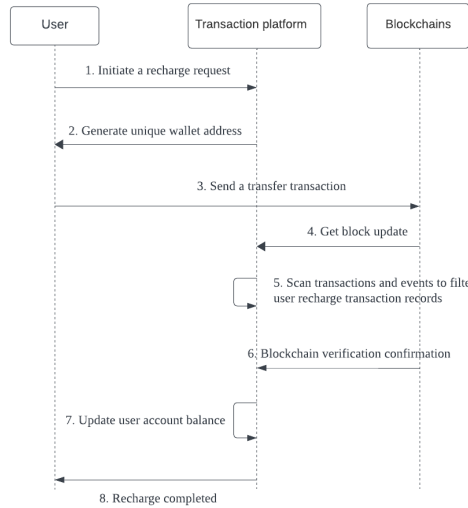 User
Transaction platform
Blockchains
1. Initiate a recharge request
2. Generate unique wallet address
3. Send a transfer transaction
4. Get block update
5. Scan transactions and events to filte
user recharge transaction records
6. Blockchain verification confirmation
7. Update user account balance
8. Recharge completed